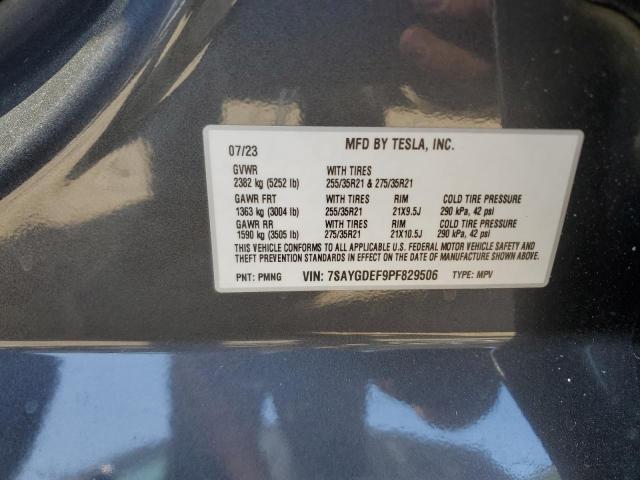 07/23 MFD BY TESLA, INC.
GVWR WITH TIRES
2382 kg (5252 lb) 255/35R21 & 275/35R21
GAWR FRT WITH TIRES RIM COLD TIRE PRESSURE
1363 kg (3004 lb) 255/35R21 21X9.5J 290 kPa, 42 psi
GAWR RR WITH TIRES RIM COLD TIRE PRESSURE
1590 kg (3505 lb) 275/35R21 21X10.5J 290 kPa, 42 psi
THIS VEHICLE CONFORMS TO ALL APPLICABLE U.S. FEDERAL MOTOR VEHICLE SAFETY AND
THEFT PREVENTION STANDARDS IN EFFECT ON THE DATE OF MANUFACTURE SHOWN ABOVE.
PNT: PMNG VIN: 7SAYGDEF9PF829506 TYPE: MPV